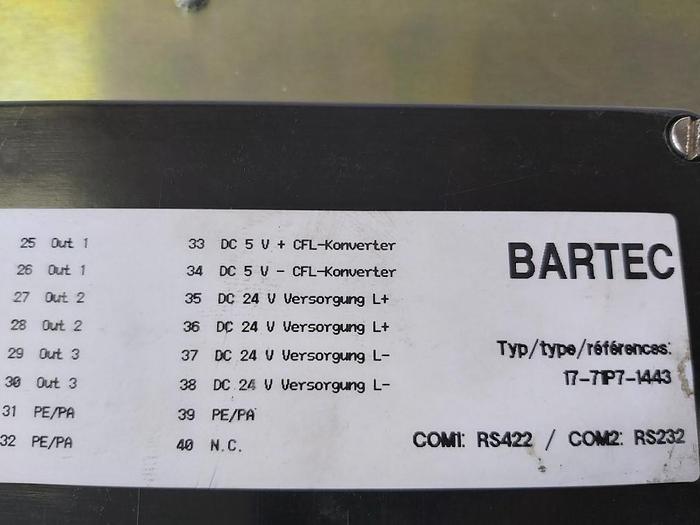 25 Out 1
26 Out 1
27 Out 2
28 Out 2
29 Out 3
30 Out 3
31 PE/PA
32 PE/PA
33 DC 5 V + CFL-Konverter
34 DC 5 V - CFL-Konverter
35 DC 24 V Versorgung L+
36 DC 24 V Versorgung L+
37 DC 24 V Versorgung L-
38 DC 24 V Versorgung L-
39 PE/PA
40 N.C.
BARTEC
Typ/type/références:
17-71P7-1443
COM1: RS422 / COM2: RS232